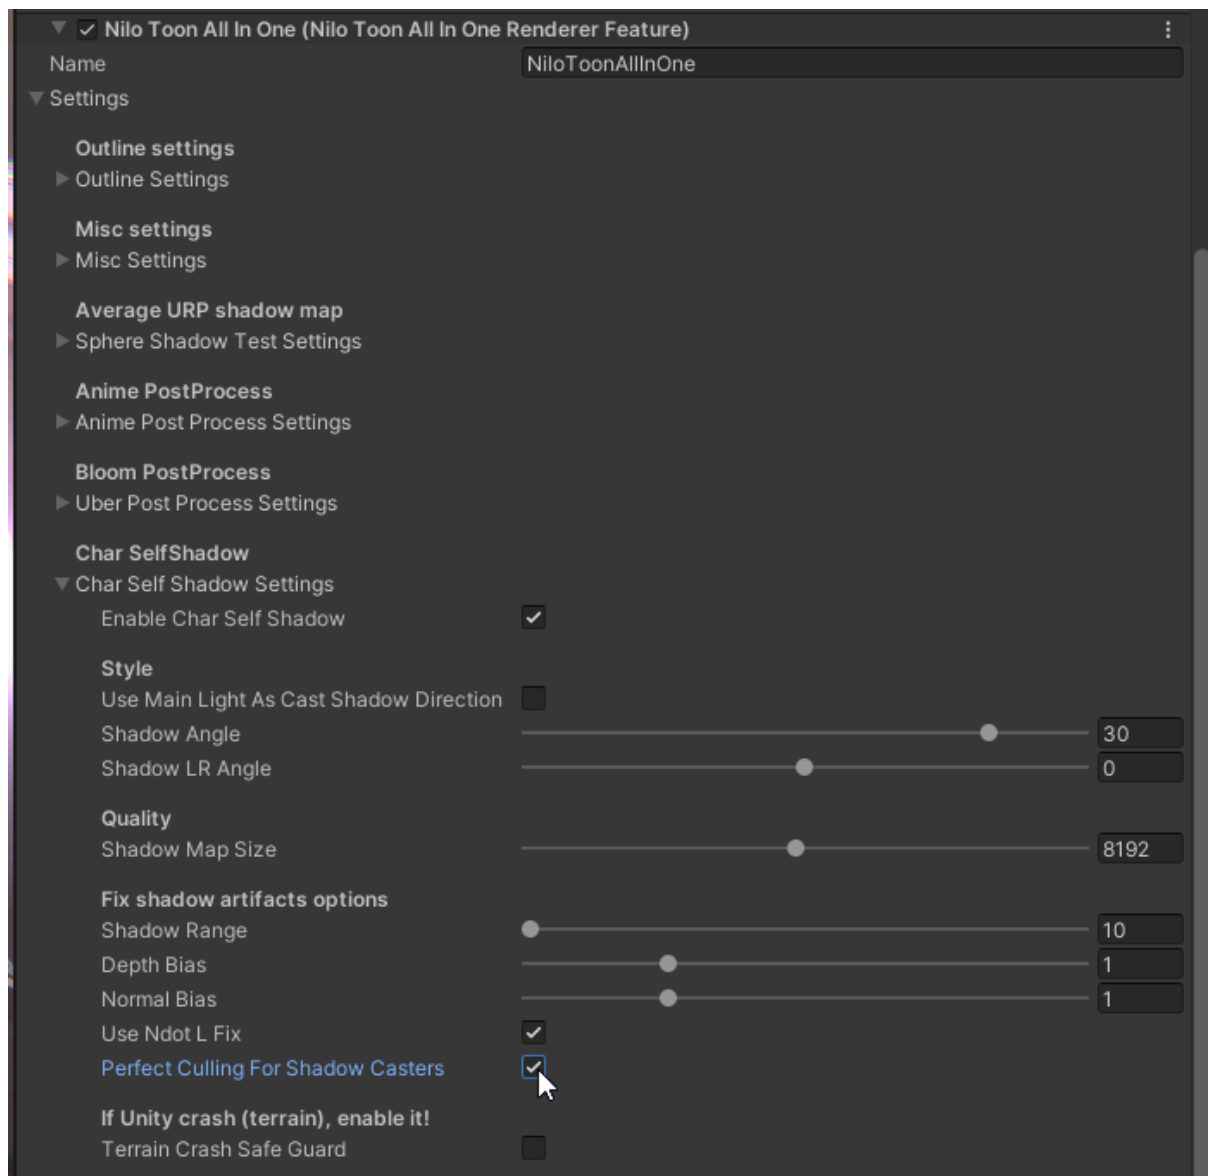 Nilo Toon All In One (Nilo Toon All In One Renderer Feature)
Name NiloToonAllInOne
Settings
Outline settings
Outline Settings
Misc settings
Misc Settings
Average URP shadow map
Sphere Shadow Test Settings
Anime PostProcess
Anime Post Process Settings
Bloom PostProcess
Uber Post Process Settings
Char SelfShadow
Char Self Shadow Settings
Enable Char Self Shadow
Style
Use Main Light As Cast Shadow Direction
Shadow Angle 30
Shadow LR Angle 0
Quality
Shadow Map Size 8192
Fix shadow artifacts options
Shadow Range 10
Depth Bias 1
Normal Bias 1
Use Ndot L Fix
Perfect Culling For Shadow Casters
If Unity crash (terrain), enable it!
Terrain Crash Safe Guard